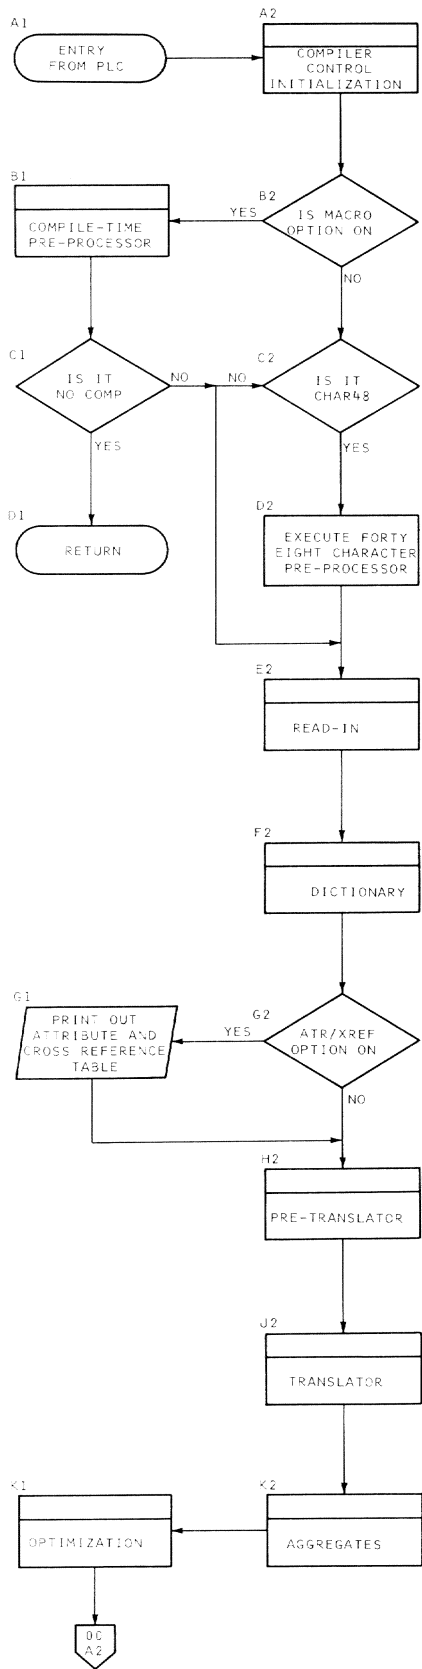 A1
ENTRY
FROM PLC
A2
COMPILER
CONTROL
INITIALIZATION
B1
COMPILE-TIME
PRE-PROCESSOR
YES
B2
IS MACRO
OPTION ON
NO
C1
IS IT
NO COMP
NO
NO
YES
C2
IS IT
CHAR48
YES
D1
RETURN
D2
EXECUTE FORTY
EIGHT CHARACTER
PRE-PROCESSOR
E2
READ-IN
F2
DICTIONARY
G1
PRINT OUT
ATTRIBUTE AND
CROSS REFERENCE
TABLE
YES
G2
ATR/XREF
OPTION ON
NO
H2
PRE-TRANSLATOR
J2
TRANSLATOR
K1
OPTIMIZATION
K2
AGGREGATES
00
A2